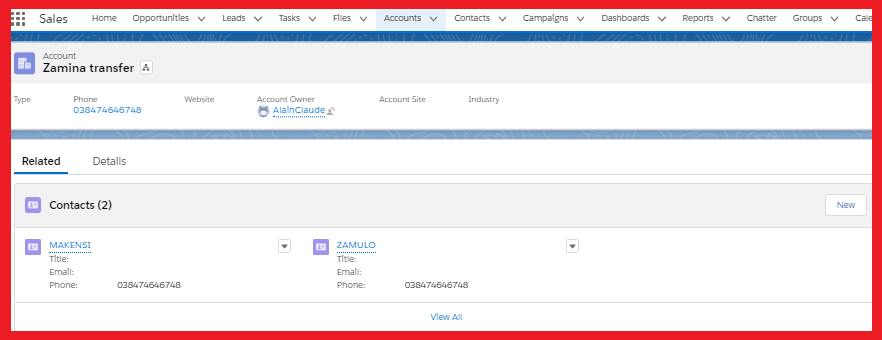 Sales Home Opportunities Leads Tasks Files Accounts Contacts Campaigns Dashboards Reports Chatter Groups Cale
Account
Zamina transfer
Type Phone Website Account Owner Account Site Industry
038474646748 AlainClaude
Related Details
Contacts (2) New
MAKENSI ZAMULO
Title: Title:
Email: Email:
Phone: 038474646748 Phone: 038474646748
View All